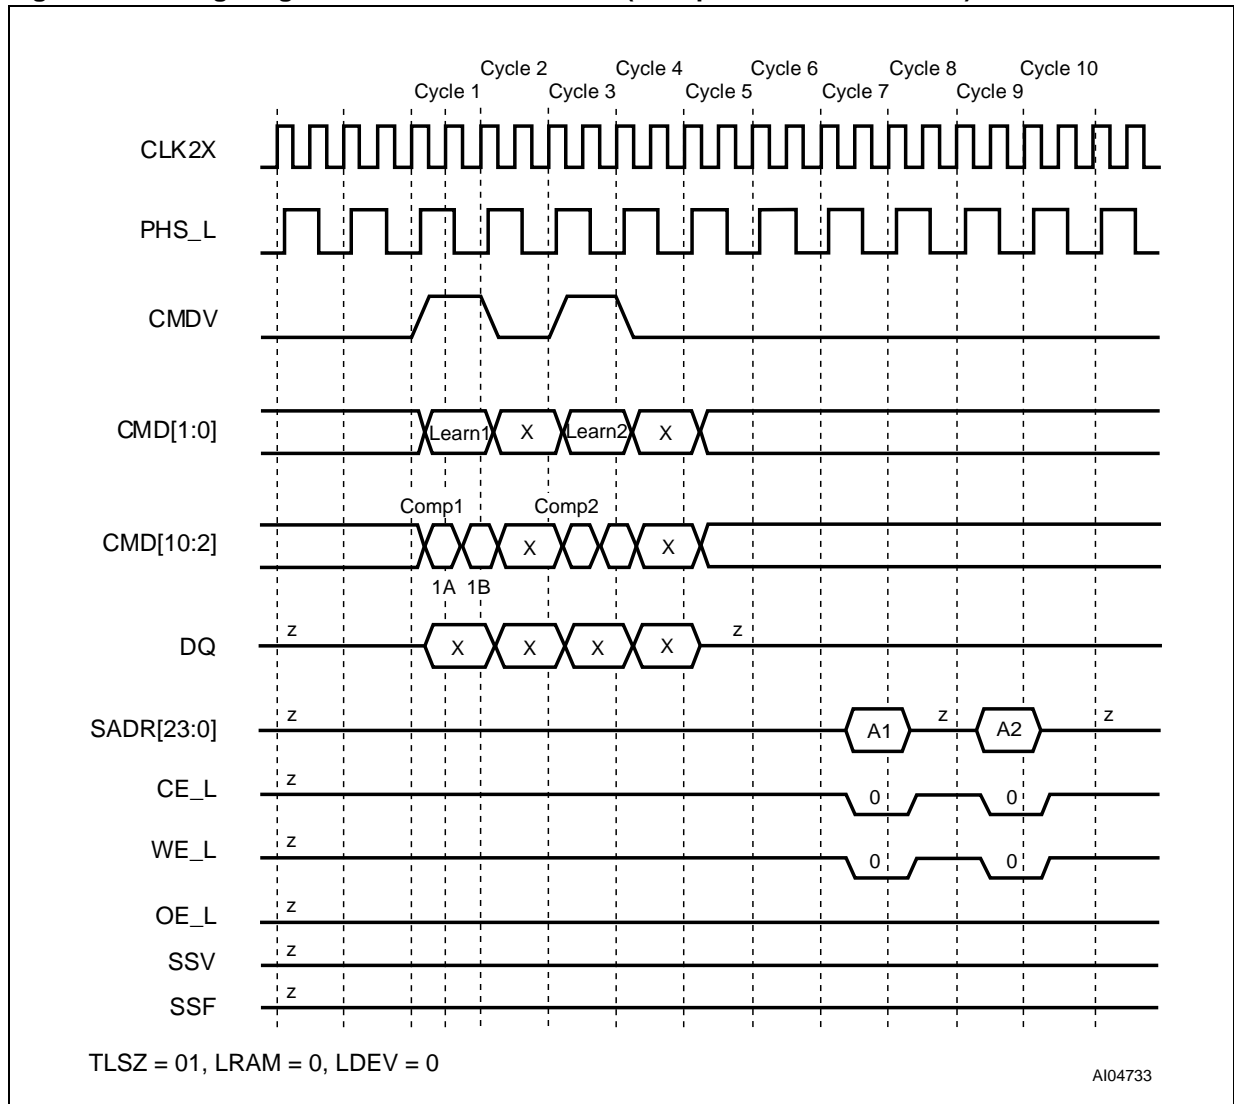 Cycle 2 Cycle 4 Cycle 6 Cycle 8 Cycle 10
Cycle 1 Cycle 3 Cycle 5 Cycle 7 Cycle 9
CLK2X
PHS_L
CMDV
CMD[1:0] Learn1 X Learn2 X
Comp1 Comp2
CMD[10:2] X X
1A 1B
DQ z X X X X z
SADR[23:0] z A1 z A2 z
CE_L z 0 0
WE_L z 0 0
OE_L z
SSV z
SSF z
TLSZ = 01, LRAM = 0, LDEV = 0
AI04733